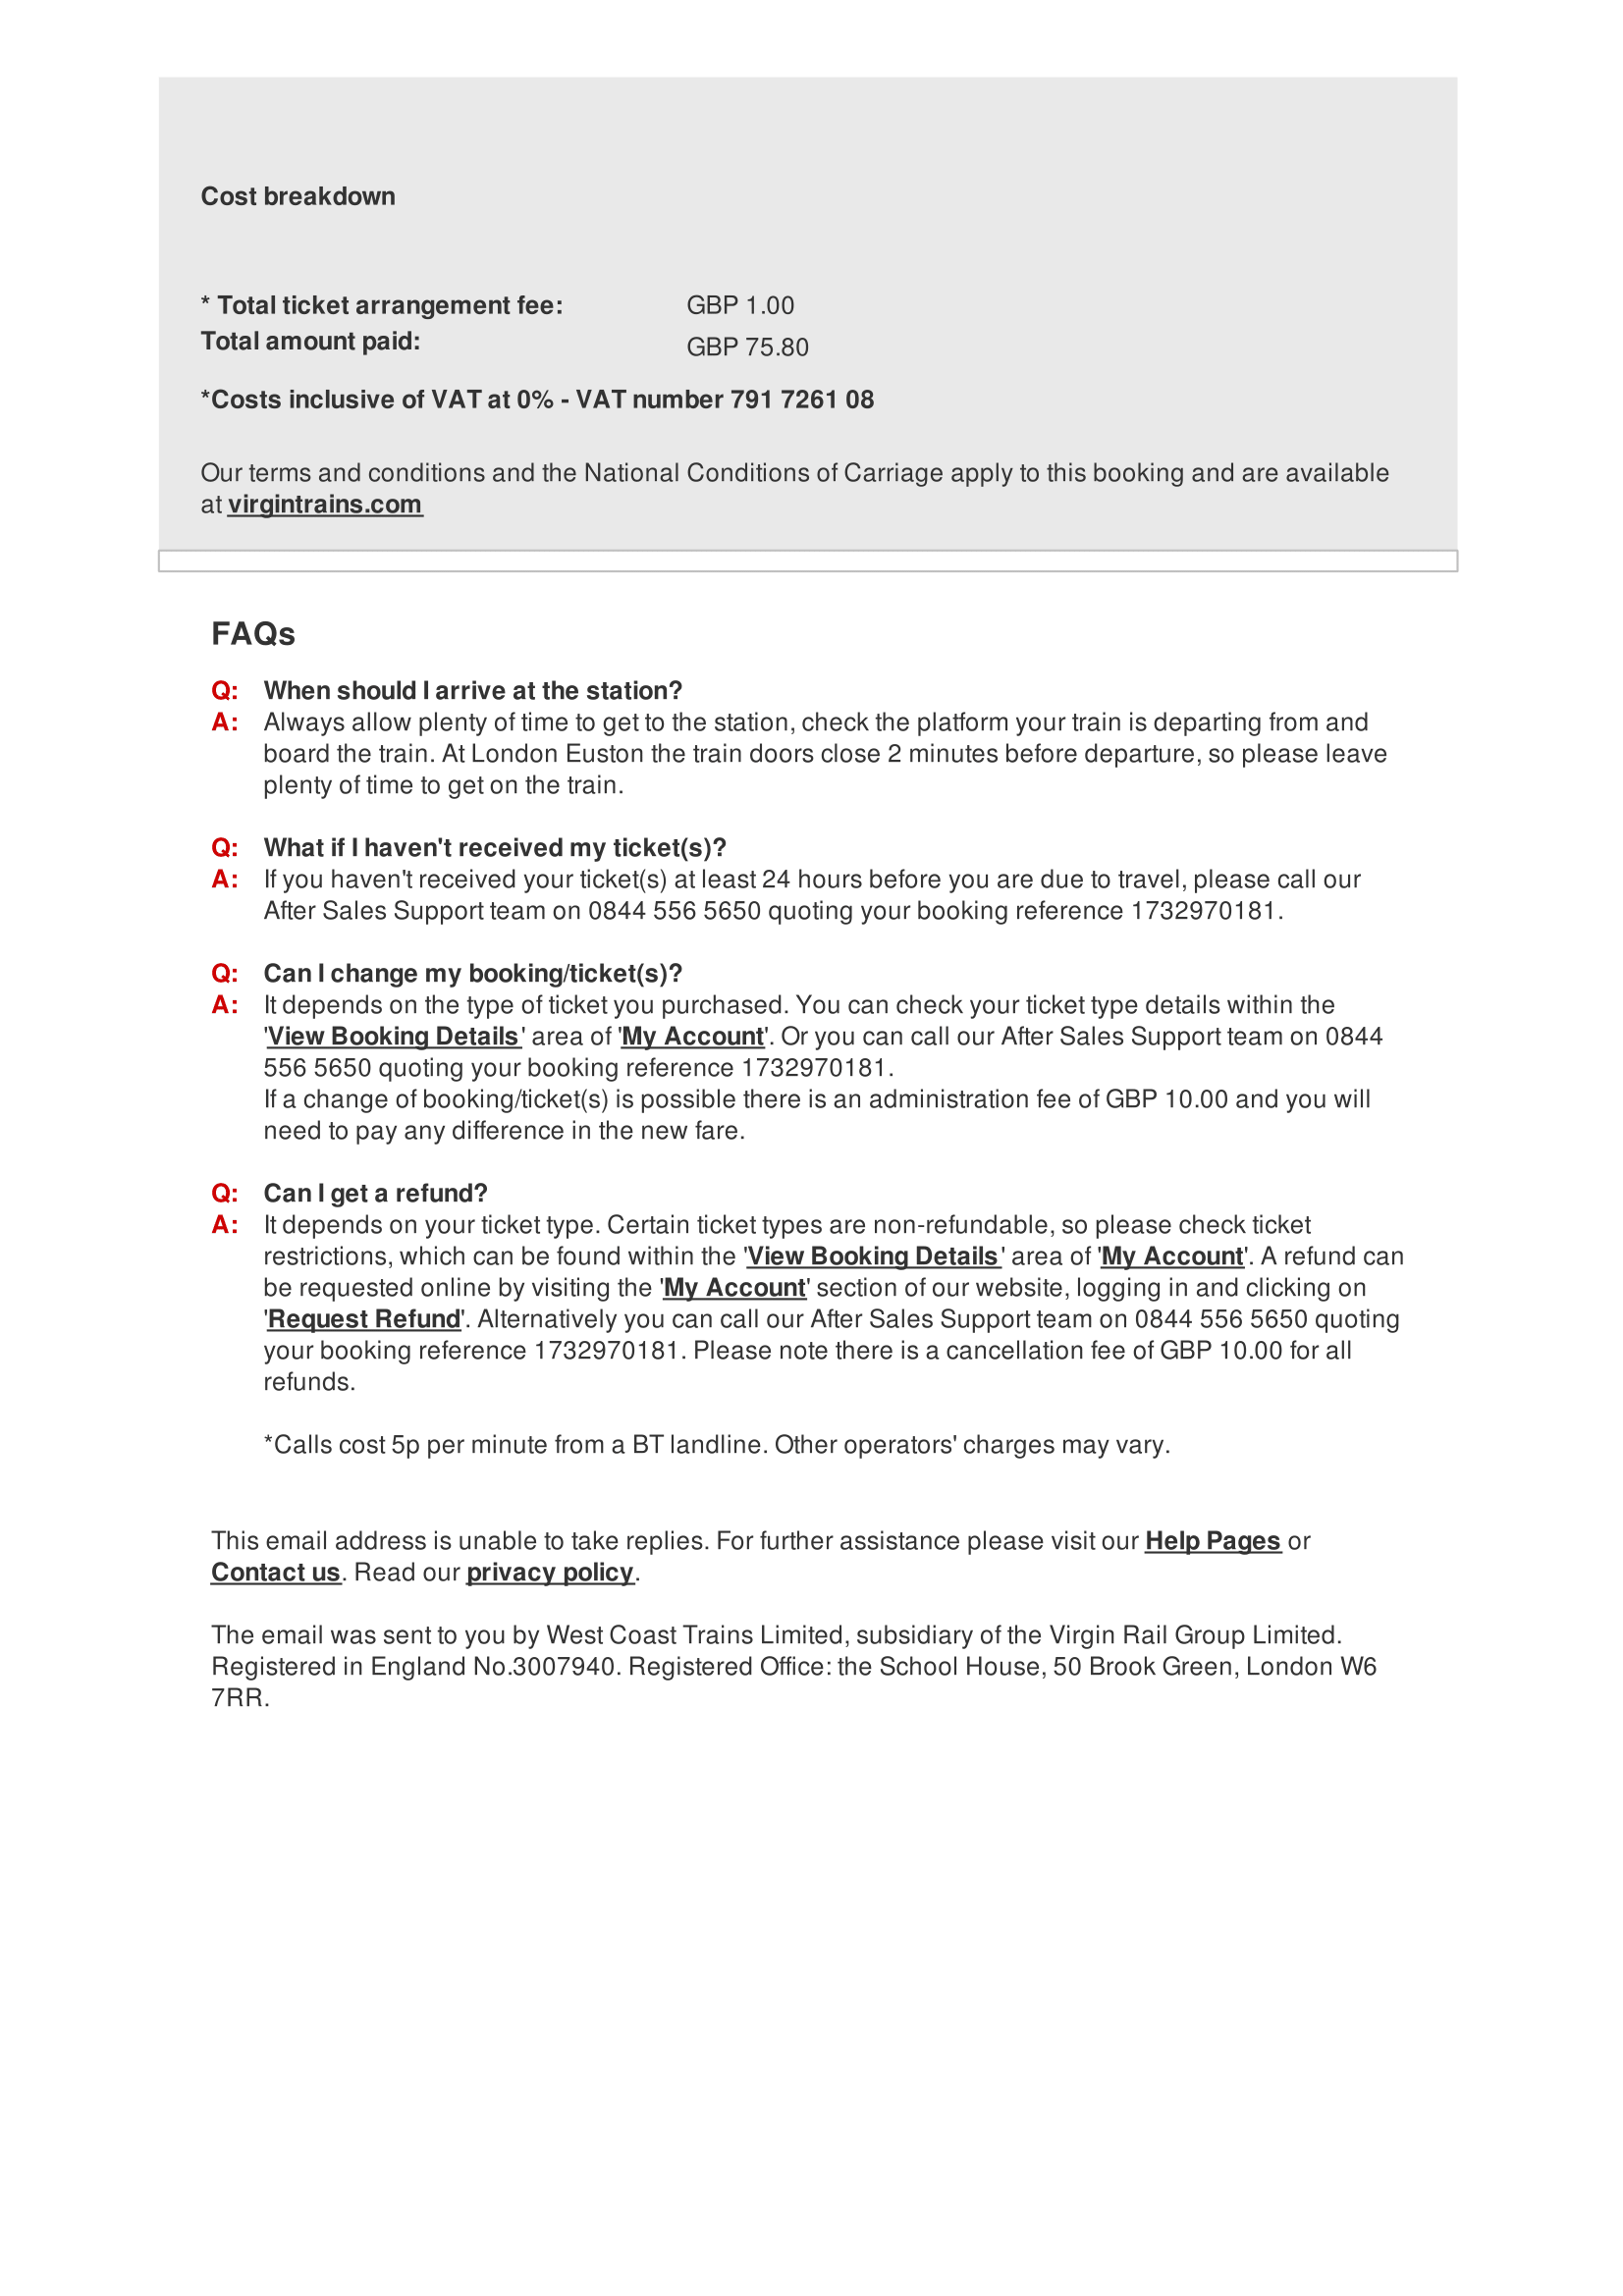 Cost breakdown
* Total ticket arrangement fee: GBP 1.00
Total amount paid: GBP 75.80
*Costs inclusive of VAT at 0% - VAT number 791 7261 08
Our terms and conditions and the National Conditions of Carriage apply to this booking and are available
at virgintrains.com
FAQs
Q: When should I arrive at the station?
A: Always allow plenty of time to get to the station, check the platform your train is departing from and
board the train. At London Euston the train doors close 2 minutes before departure, so please leave
plenty of time to get on the train.
Q: What if I haven't received my ticket(s)?
A: If you haven't received your ticket(s) at least 24 hours before you are due to travel, please call our
After Sales Support team on 0844 556 5650 quoting your booking reference 1732970181.
Q: Can I change my booking/ticket(s)?
A: It depends on the type of ticket you purchased. You can check your ticket type details within the
'View Booking Details' area of 'My Account'. Or you can call our After Sales Support team on 0844
556 5650 quoting your booking reference 1732970181.
If a change of booking/ticket(s) is possible there is an administration fee of GBP 10.00 and you will
need to pay any difference in the new fare.
Q: Can I get a refund?
A: It depends on your ticket type. Certain ticket types are non-refundable, so please check ticket
restrictions, which can be found within the 'View Booking Details' area of 'My Account'. A refund can
be requested online by visiting the 'My Account' section of our website, logging in and clicking on
'Request Refund'. Alternatively you can call our After Sales Support team on 0844 556 5650 quoting
your booking reference 1732970181. Please note there is a cancellation fee of GBP 10.00 for all
refunds.
*Calls cost 5p per minute from a BT landline. Other operators' charges may vary.
This email address is unable to take replies. For further assistance please visit our Help Pages or
Contact us. Read our privacy policy.
The email was sent to you by West Coast Trains Limited, subsidiary of the Virgin Rail Group Limited.
Registered in England No.3007940. Registered Office: the School House, 50 Brook Green, London W6
7RR.